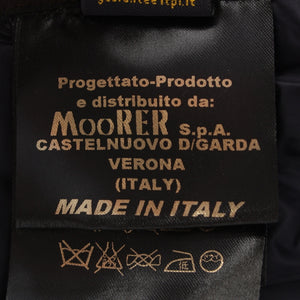 Progettato-Prodotto
e distribuito da:
MOORER S.p.A.
CASTELNUOVO D/GARDA
VERONA
(ITALY)
MADE IN ITALY